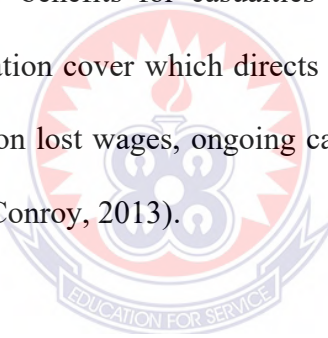 benefits for casualties
ation cover which directs
on lost wages, ongoing ca
Conroy, 2013).
EDUCATION FOR SERVICE